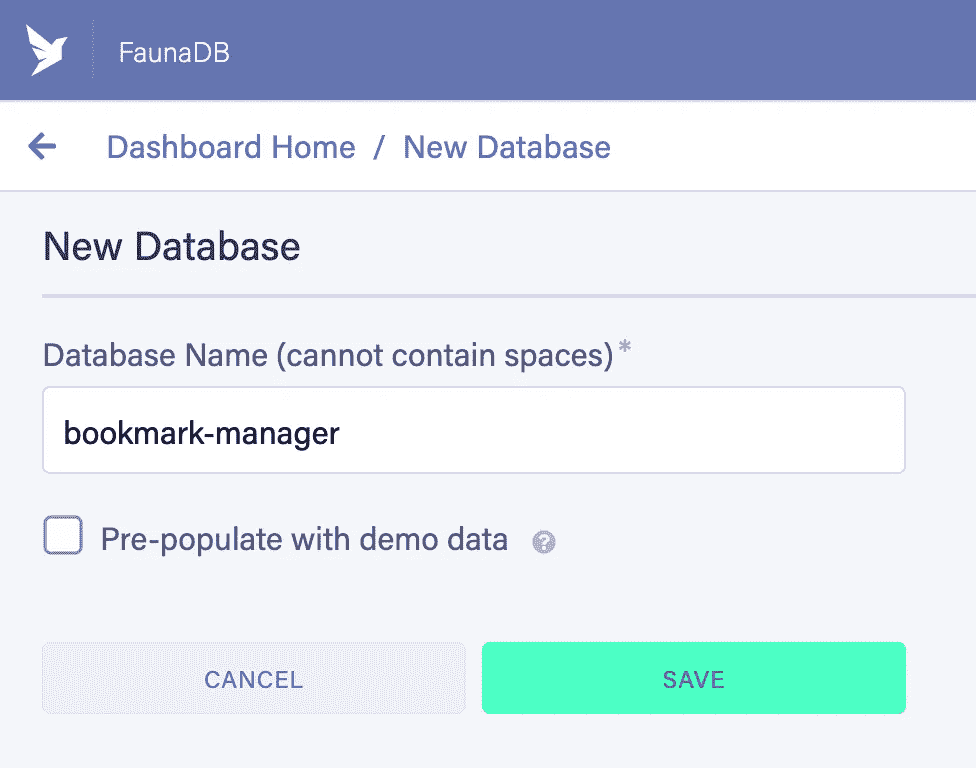 FaunaDB
Dashboard Home / New Database
New Database
Database Name (cannot contain spaces)*
bookmark-manager
Pre-populate with demo data ?
CANCEL
SAVE